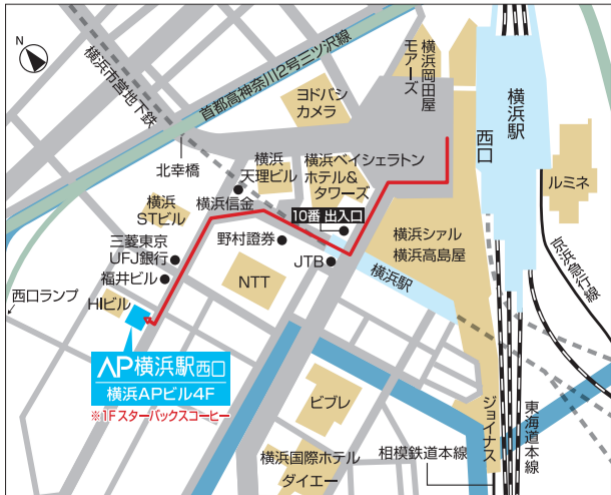 N
横浜市営地下鉄
首都高神奈川2号三ツ沢線
ヨドバシ
カメラ
横浜岡田屋
モアーズ
横浜駅
西口
北幸橋
横浜
天理ビル
横浜ベイシェラトン
ホテル&
タワーズ
ルミネ
横浜
STビル
横浜信金
10番 出入口
三菱東京
UFJ銀行
野村證券
横浜シァル
横浜高島屋
京浜急行線
福井ビル
NTT
JTB
横浜駅
西口ランプ
HIビル
AP横浜駅西口
横浜APビル4F
※1Fスターバックスコーヒー
ビブレ
ジョイナス
東海道本線
横浜国際ホテル
ダイエー
相模鉄道本線